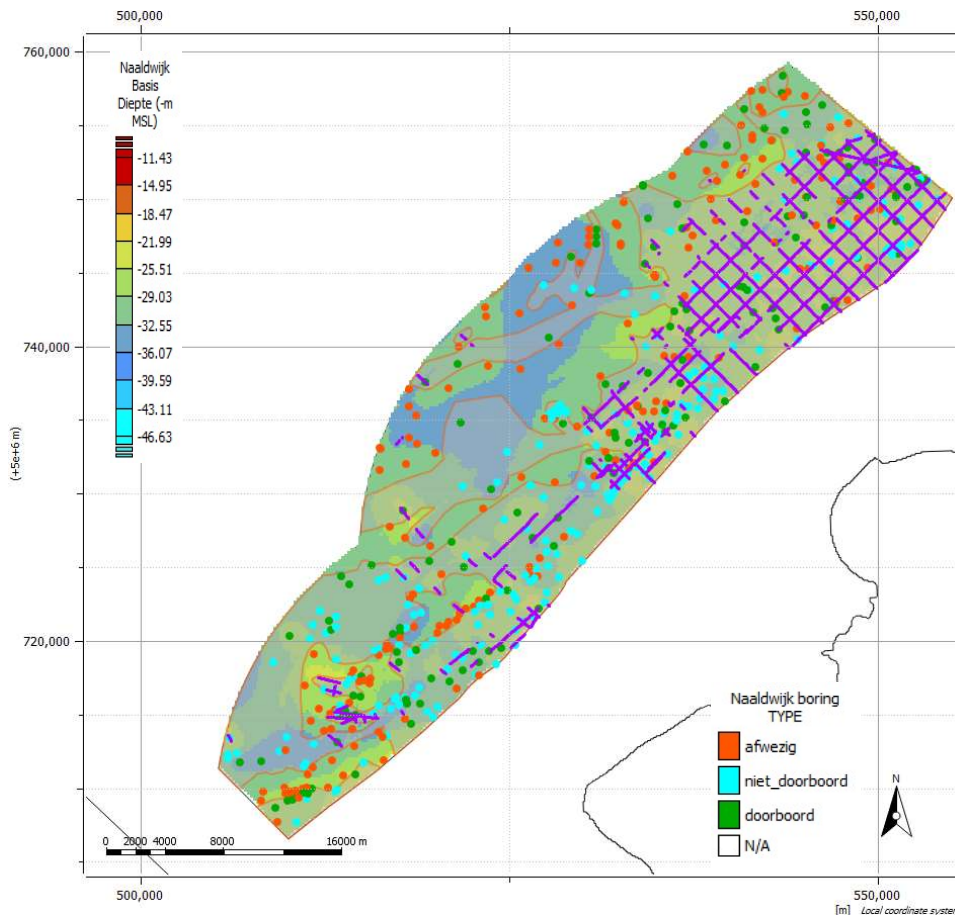 500,000
550,000
760,000
Naaldwijk
Basis
Diepte (-m
MSL)
-11.43
-14.95
-18.47
-21.99
-25.51
-29.03
-32.55
-36.07
-39.59
-43.11
-46.63
740,000
(+5e+6 m)
720,000
Naaldwijk boring
TYPE
afwezig
niet_doorboord
doorboord
N/A
N
0 2000 4000 8000 16000 m
500,000
550,000
[m] Local coordinate system